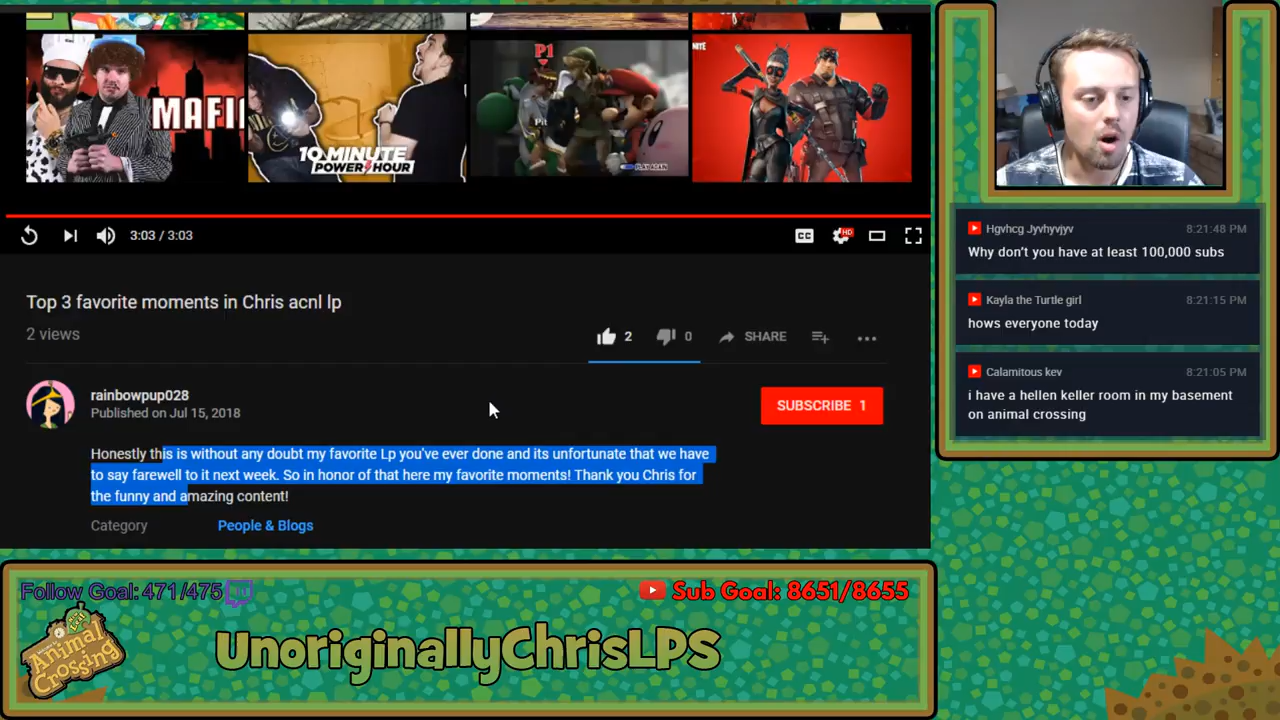 MAFI
10 MINUTE
POWER HOUR
P1
PLAY AGAIN
NITE
3:03 / 3:03
CC
HD
Top 3 favorite moments in Chris acnl lp
2 views
2
0
SHARE
rainbowpup028
Published on Jul 15, 2018
SUBSCRIBE 1
Honestly this is without any doubt my favorite Lp you've ever done and its unfortunate that we have
to say farewell to it next week. So in honor of that here my favorite moments! Thank you Chris for
the funny and amazing content!
Category
People & Blogs
Hgvhcg Jyvhyvjyv
8:21:48 PM
Why don't you have at least 100,000 subs
Kayla the Turtle girl
8:21:15 PM
hows everyone today
Calamitous kev
8:21:05 PM
i have a hellen keller room in my basement
on animal crossing
Follow Goal: 471/475
Sub Goal: 8651/8655
Animal
Crossing
UnoriginallyChrisLPS